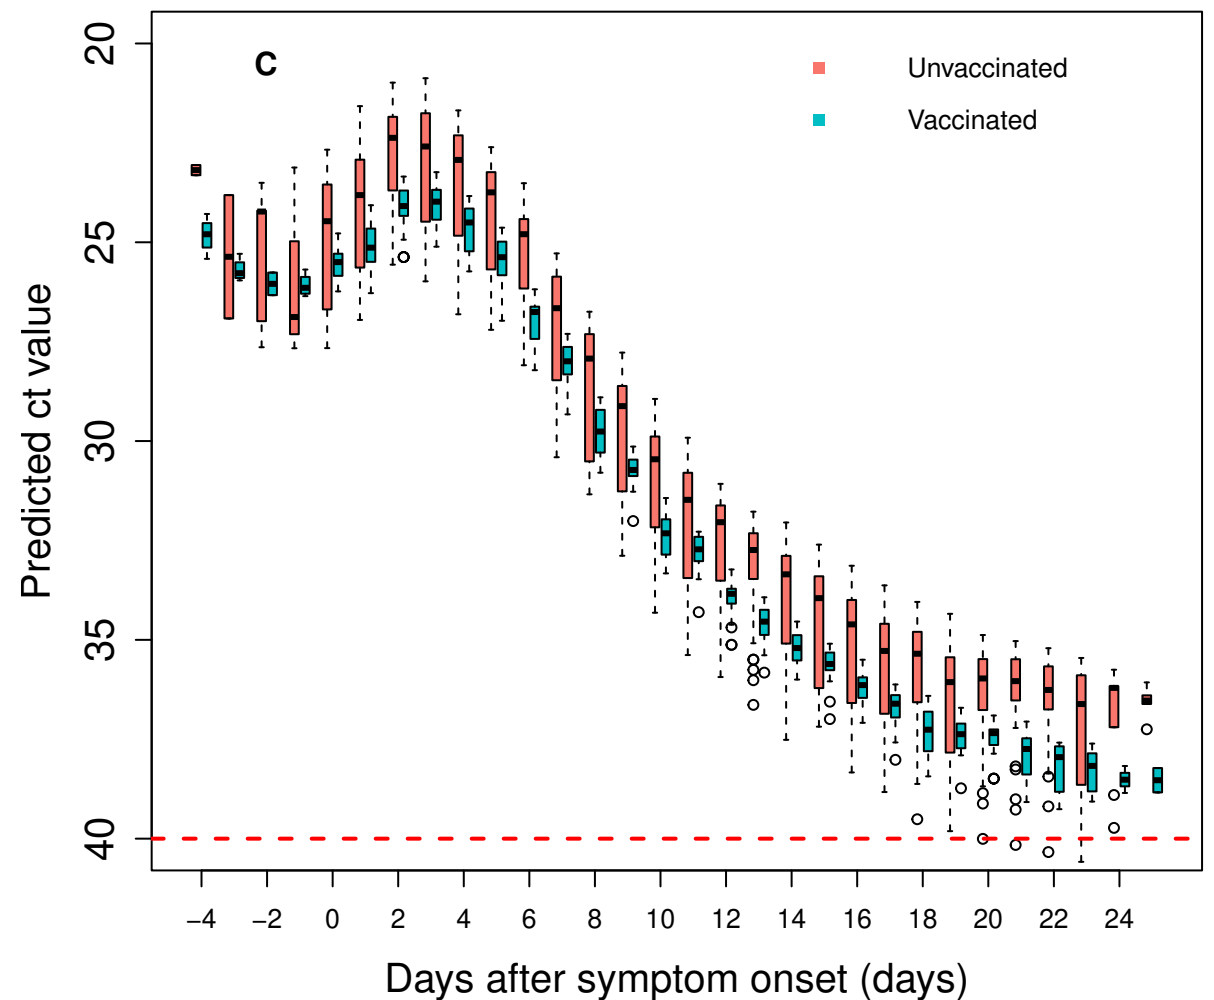 C
Unvaccinated
Vaccinated
Predicted ct value
20
25
30
35
40
−4 −2 0 2 4 6 8 10 12 14 16 18 20 22 24
Days after symptom onset (days)